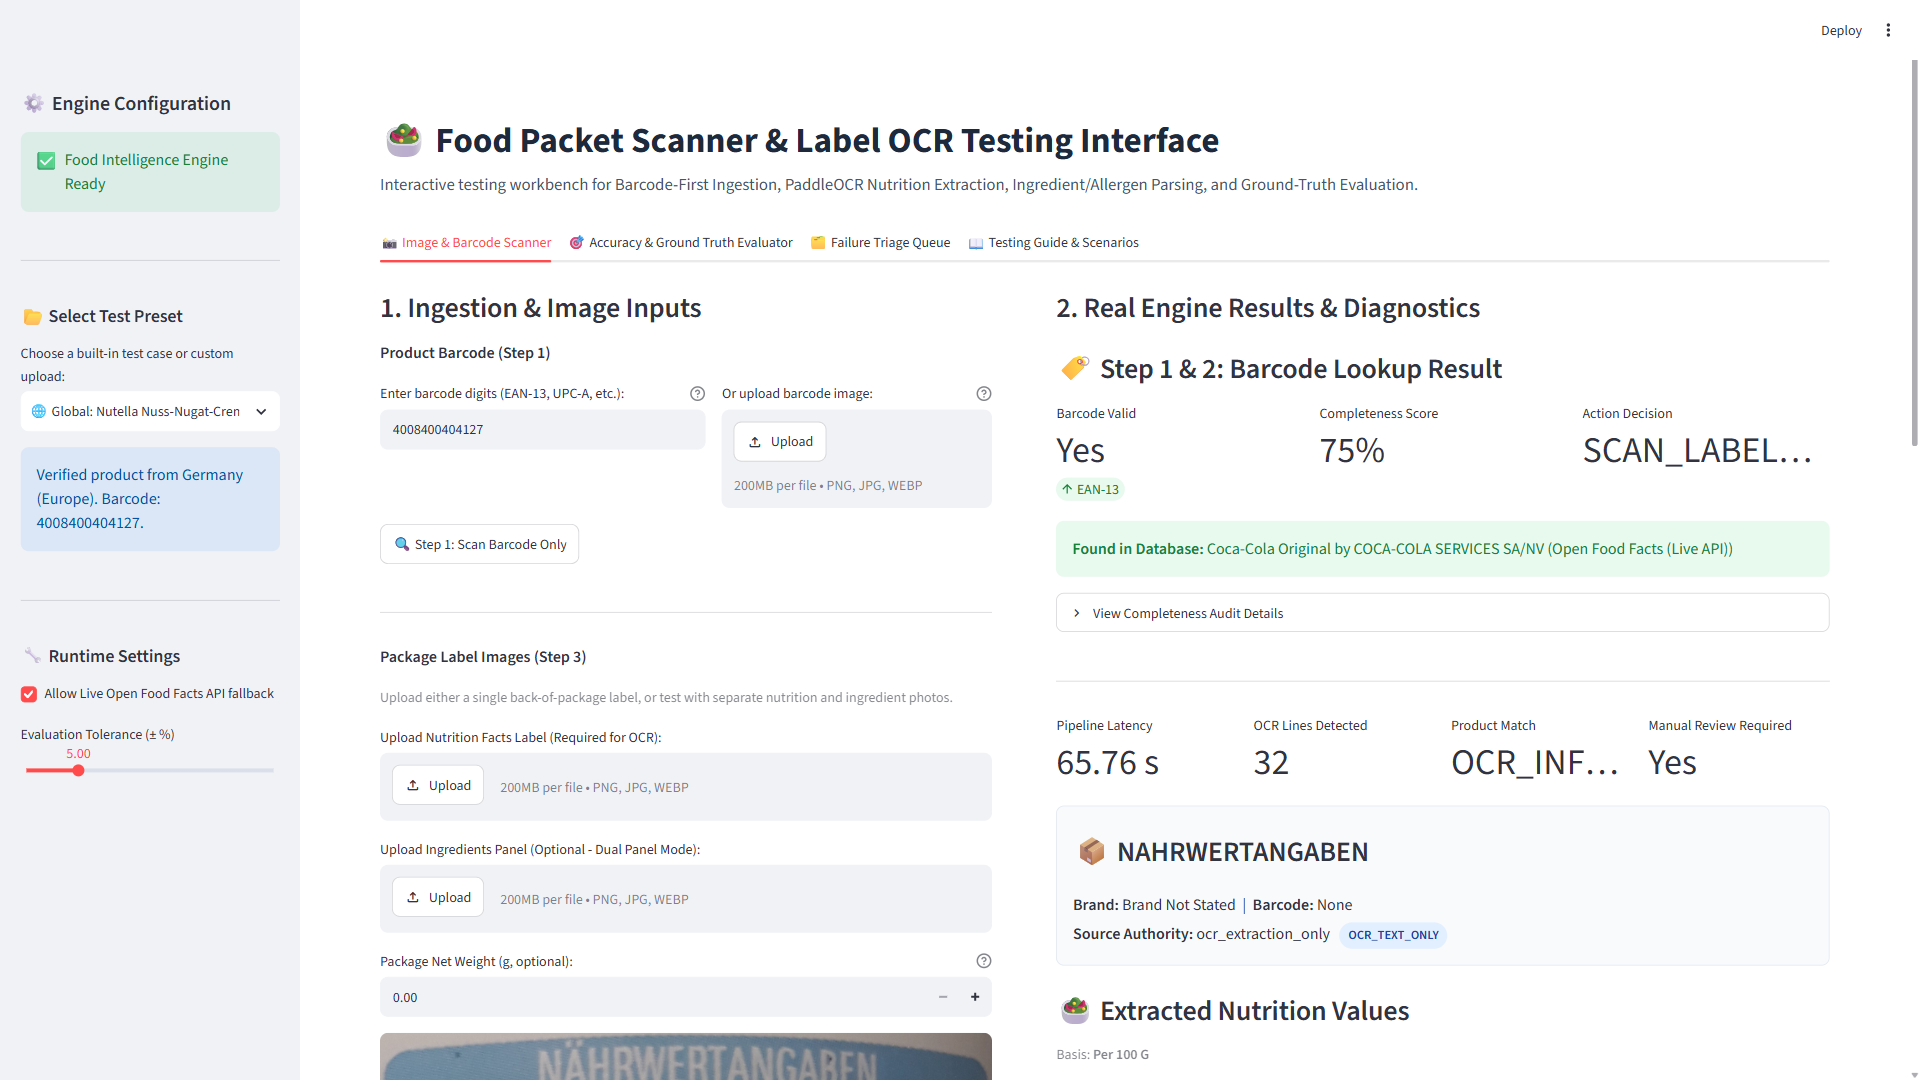 Deploy
Engine Configuration
Food Intelligence Engine
Ready
Select Test Preset
Choose a built-in test case or custom
upload:
Global: Nutella Nuss-Nugat-Cren
Verified product from Germany
(Europe). Barcode:
4008400404127.
Runtime Settings
Allow Live Open Food Facts API fallback
Evaluation Tolerance (± %)
5.00
Food Packet Scanner & Label OCR Testing Interface
Interactive testing workbench for Barcode-First Ingestion, PaddleOCR Nutrition Extraction, Ingredient/Allergen Parsing, and Ground-Truth Evaluation.
Image & Barcode Scanner
Accuracy & Ground Truth Evaluator
Failure Triage Queue
Testing Guide & Scenarios
1. Ingestion & Image Inputs
Product Barcode (Step 1)
Enter barcode digits (EAN-13, UPC-A, etc.):
4008400404127
Or upload barcode image:
Upload
200MB per file • PNG, JPG, WEBP
Step 1: Scan Barcode Only
Package Label Images (Step 3)
Upload either a single back-of-package label, or test with separate nutrition and ingredient photos.
Upload Nutrition Facts Label (Required for OCR):
Upload
200MB per file • PNG, JPG, WEBP
Upload Ingredients Panel (Optional - Dual Panel Mode):
Upload
200MB per file • PNG, JPG, WEBP
Package Net Weight (g, optional):
0.00
NÄHRWERTANGABEN
2. Real Engine Results & Diagnostics
Step 1 & 2: Barcode Lookup Result
Barcode Valid
Yes
EAN-13
Completeness Score
75%
Action Decision
SCAN_LABEL...
Found in Database: Coca-Cola Original by COCA-COLA SERVICES SA/NV (Open Food Facts (Live API))
View Completeness Audit Details
Pipeline Latency
65.76 s
OCR Lines Detected
32
Product Match
OCR_INF...
Manual Review Required
Yes
NAHRWERTANGABEN
Brand: Brand Not Stated | Barcode: None
Source Authority: ocr_extraction_only OCR_TEXT_ONLY
Extracted Nutrition Values
Basis: Per 100 G